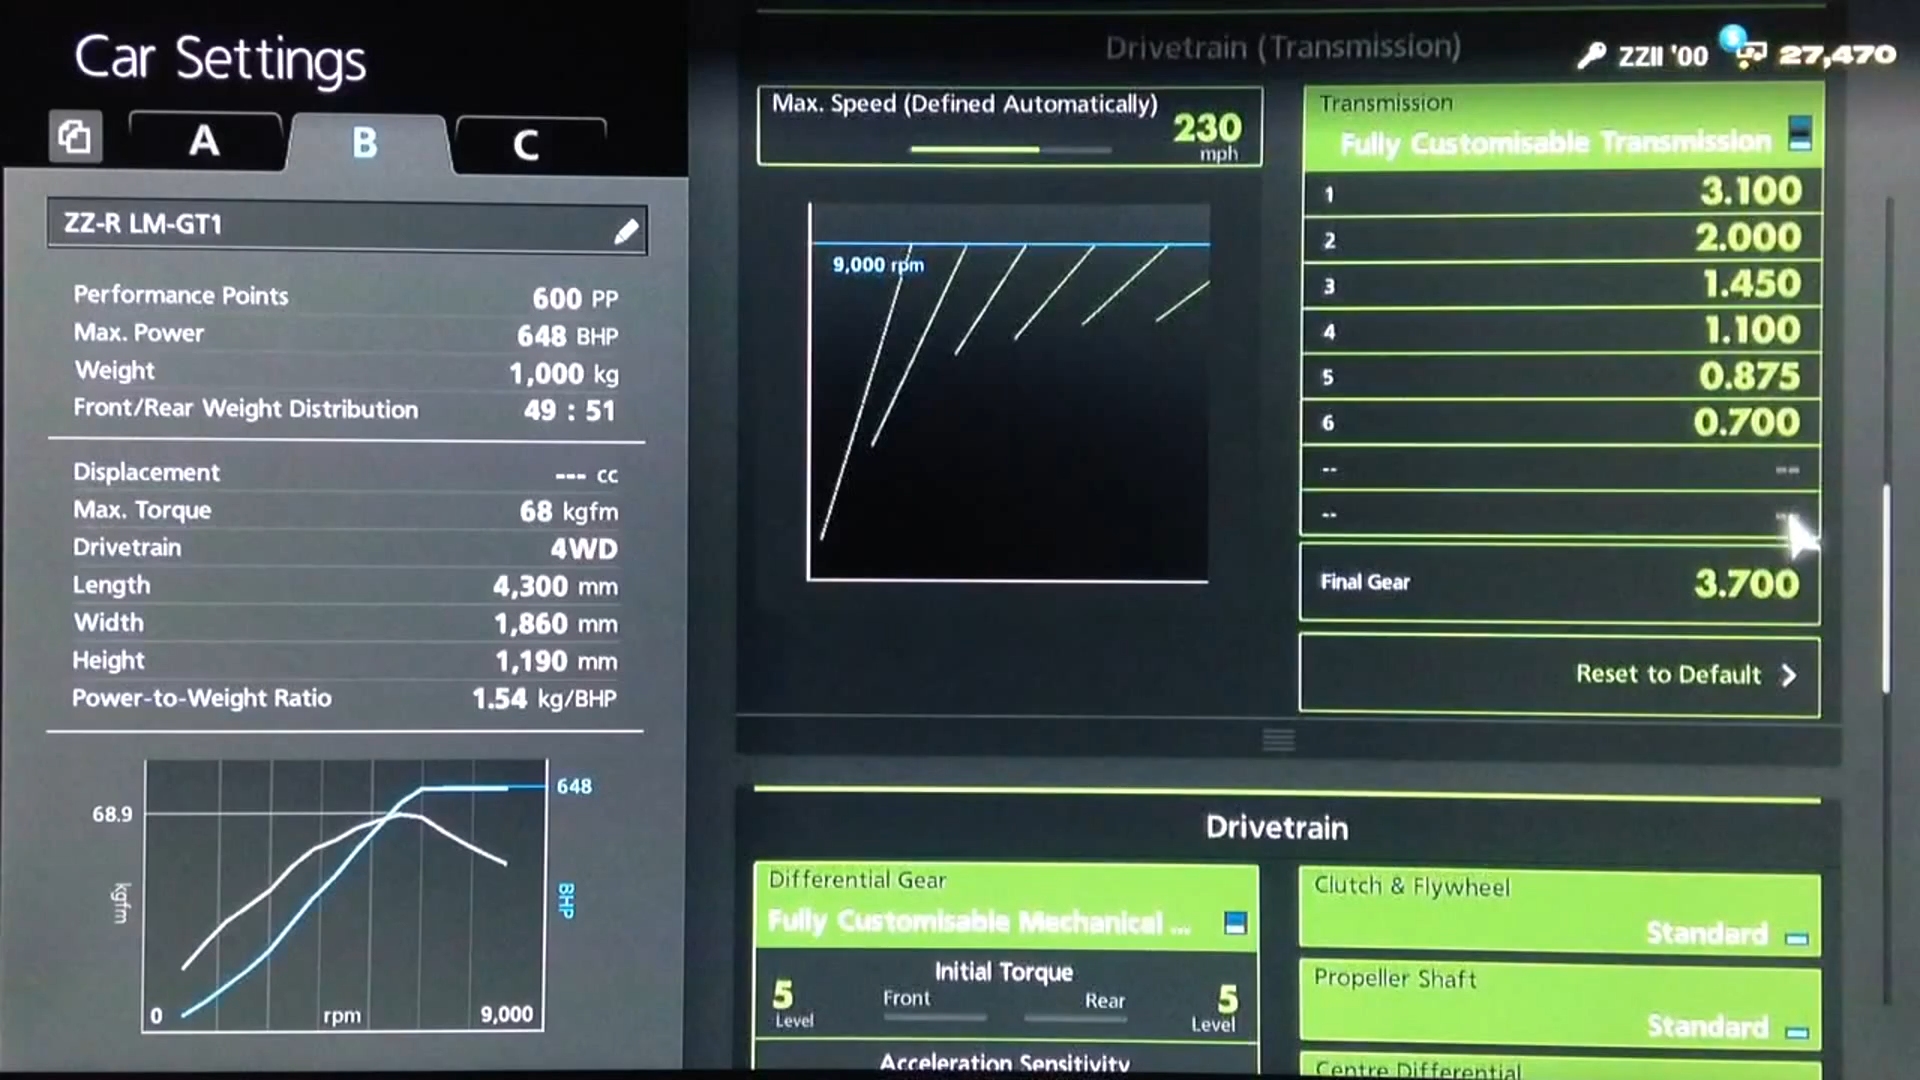 Car Settings
A
B
C
ZZ-R LM-GT1
Performance Points 600 PP
Max. Power 648 BHP
Weight 1,000 kg
Front/Rear Weight Distribution 49 : 51
Displacement --- cc
Max. Torque 68 kgfm
Drivetrain 4WD
Length 4,300 mm
Width 1,860 mm
Height 1,190 mm
Power-to-Weight Ratio 1.54 kg/BHP
648
68.9
kgfm
BHP
0 rpm 9,000
Drivetrain (Transmission)
ZZII '00 27,470
Max. Speed (Defined Automatically)
230
mph
9,000 rpm
Transmission
Fully Customisable Transmission
1 3.100
2 2.000
3 1.450
4 1.100
5 0.875
6 0.700
-- --
-- --
Final Gear 3.700
Reset to Default
Drivetrain
Differential Gear
Fully Customisable Mechanical ...
Initial Torque
5 Front Rear 5
Level Level
Acceleration Sensitivity
Clutch & Flywheel
Standard
Propeller Shaft
Standard
Centre Differential